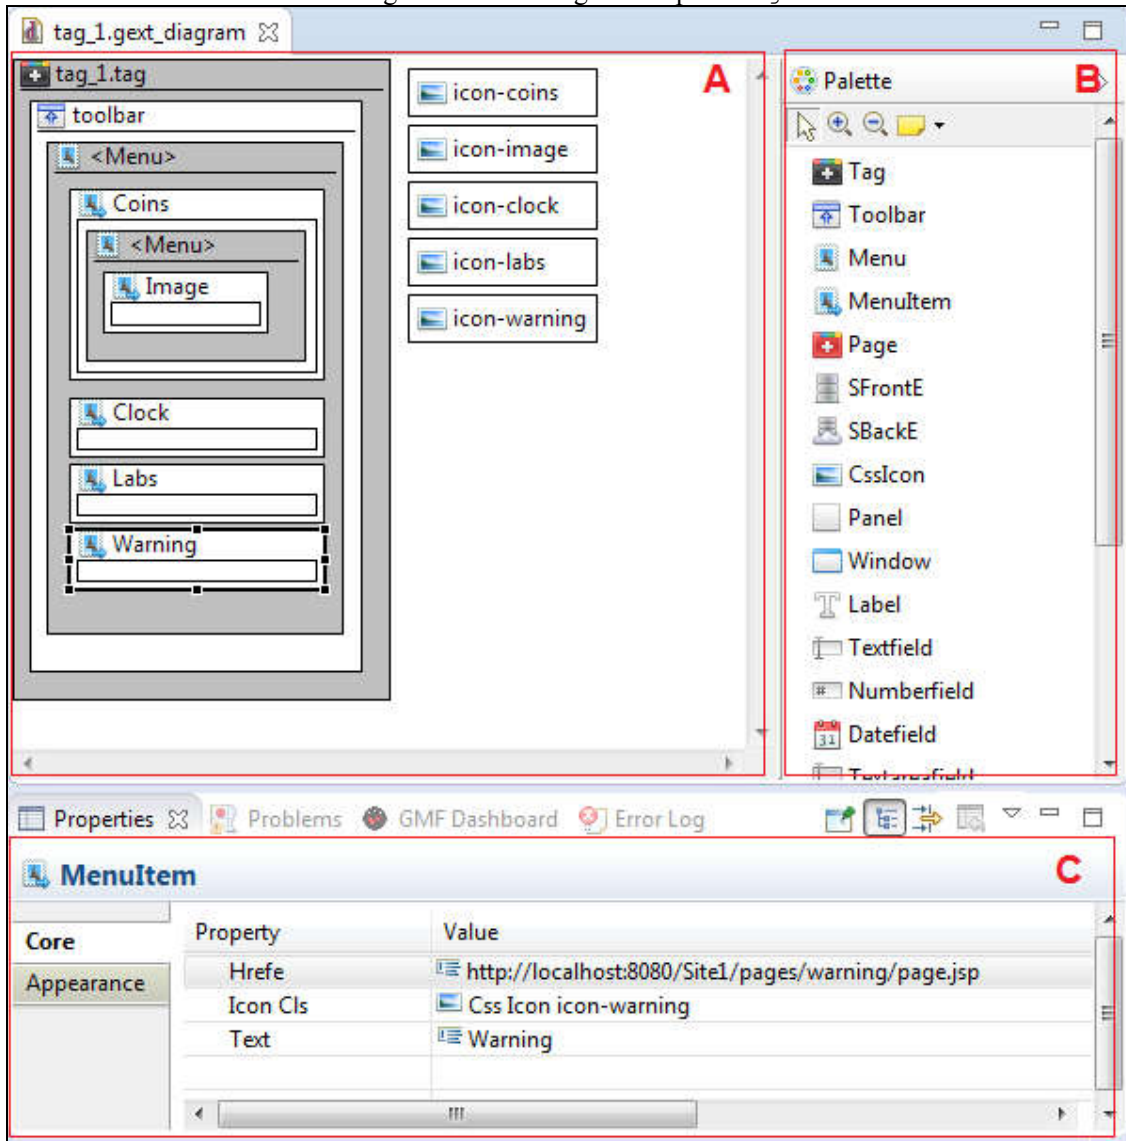 tag_1.gext_diagram
A
tag_1.tag
toolbar
<Menu>
Coins
<Menu>
Image
Clock
Labs
Warning
icon-coins
icon-image
icon-clock
icon-labs
icon-warning
B
Palette
Tag
Toolbar
Menu
MenuItem
Page
SFrontE
SBackE
CssIcon
Panel
Window
Label
Textfield
Numberfield
Datefield
Textareafield
Properties Problems GMF Dashboard Error Log
C
MenuItem
Core
Appearance
Property Value
Hrefe http://localhost:8080/Site1/pages/warning/page.jsp
Icon Cls Css Icon icon-warning
Text Warning